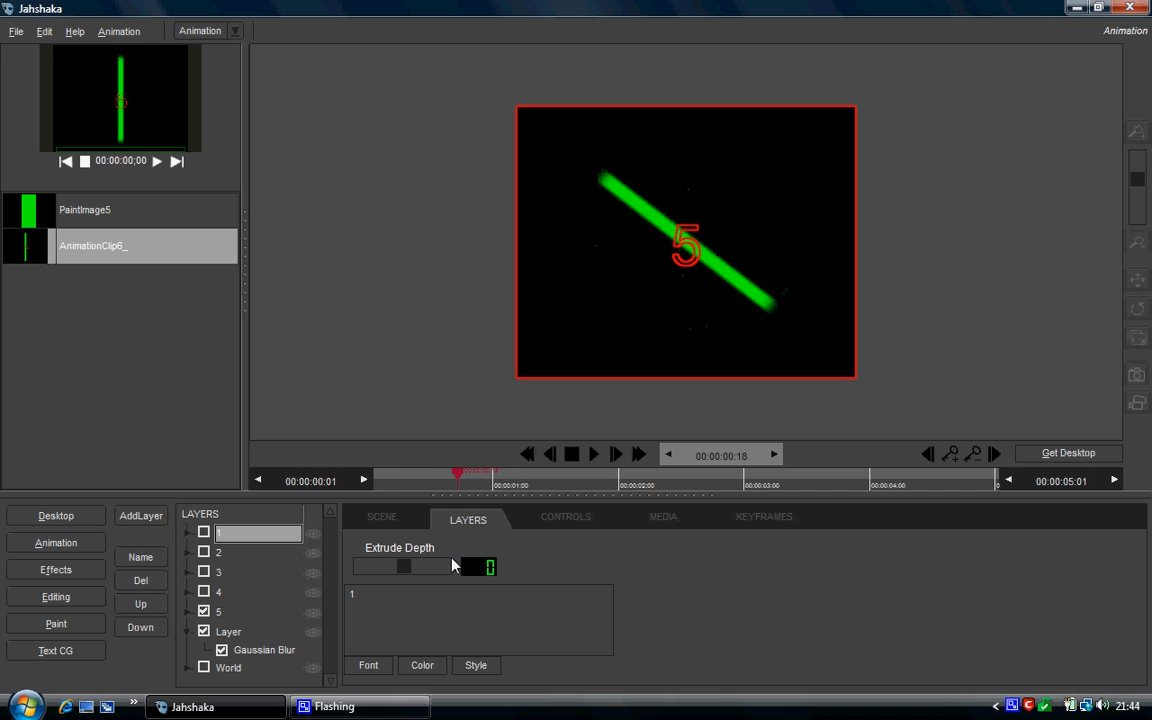 Jahshaka
File Edit Help Animation Animation Animation
5
00:00:00;00
PaintImage5
AnimationClip6_
5
00:00:00:18
Get Desktop
00:00:00:01 00:00:01:00 00:00:02:00 00:00:03:00 00:00:04:00 00:00:05:01
Desktop AddLayer LAYERS SCENE LAYERS CONTROLS MEDIA KEYFRAMES
Animation Name Del Up Down
Effects
Editing
Paint
Text CG
1
2
3
4
5
Layer
Gaussian Blur
World
Extrude Depth
0
1
Font Color Style
Jahshaka Flashing 21:44